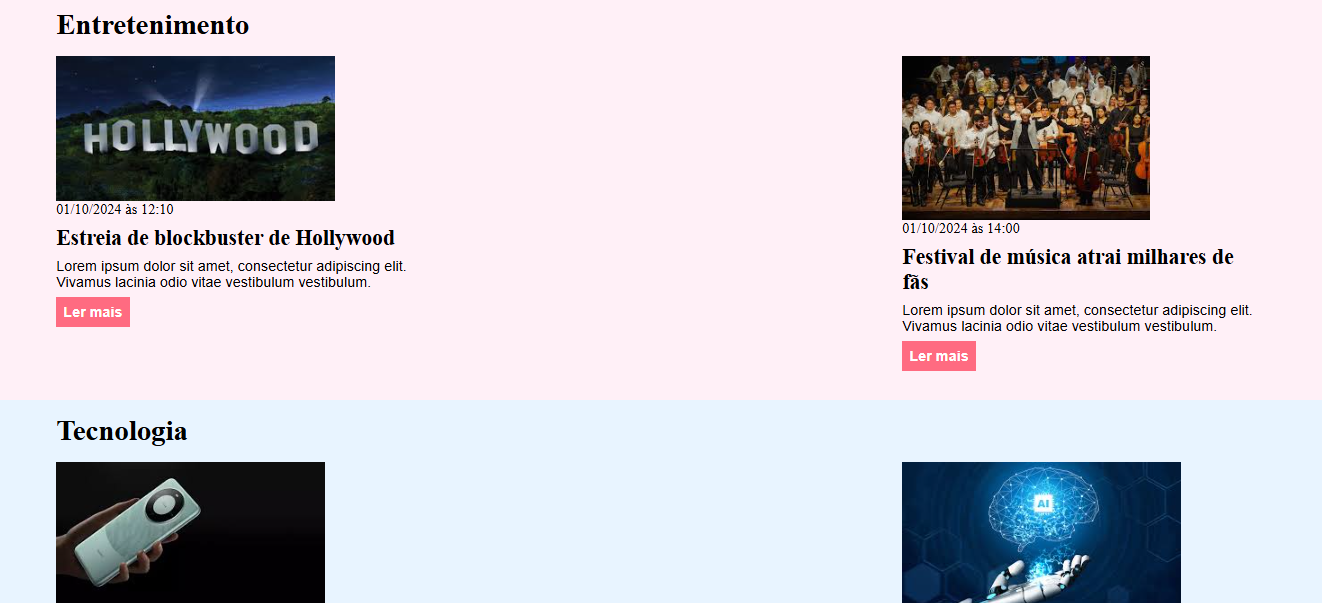 Entretenimento
HOLLYWOOD
01/10/2024 às 12:10
Estreia de blockbuster de Hollywood
Lorem ipsum dolor sit amet, consectetur adipiscing elit.
Vivamus lacinia odio vitae vestibulum vestibulum.
Ler mais
01/10/2024 às 14:00
Festival de música atrai milhares de
fãs
Lorem ipsum dolor sit amet, consectetur adipiscing elit.
Vivamus lacinia odio vitae vestibulum vestibulum.
Ler mais
Tecnologia
AI